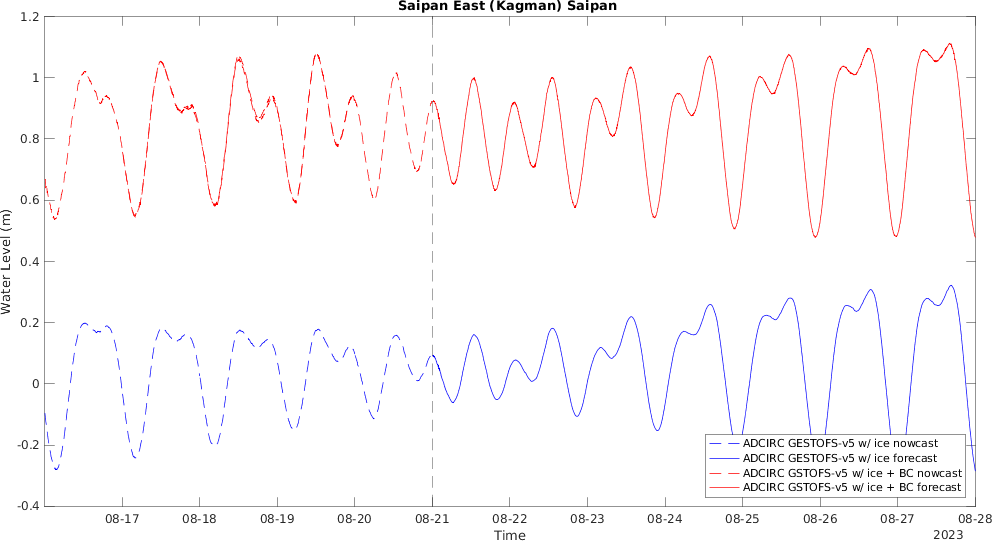 Saipan East (Kagman) Saipan
Water Level (m)
1.2
1
0.8
0.6
0.4
0.2
0
-0.2
-0.4
ADCIRC GESTOFS-v5 w/ ice nowcast
ADCIRC GESTOFS-v5 w/ ice forecast
ADCIRC GSTOFS-v5 w/ ice + BC nowcast
ADCIRC GSTOFS-v5 w/ ice + BC forecast
08-17 08-18 08-19 08-20 08-21 08-22 08-23 08-24 08-25 08-26 08-27 08-28
Time
2023